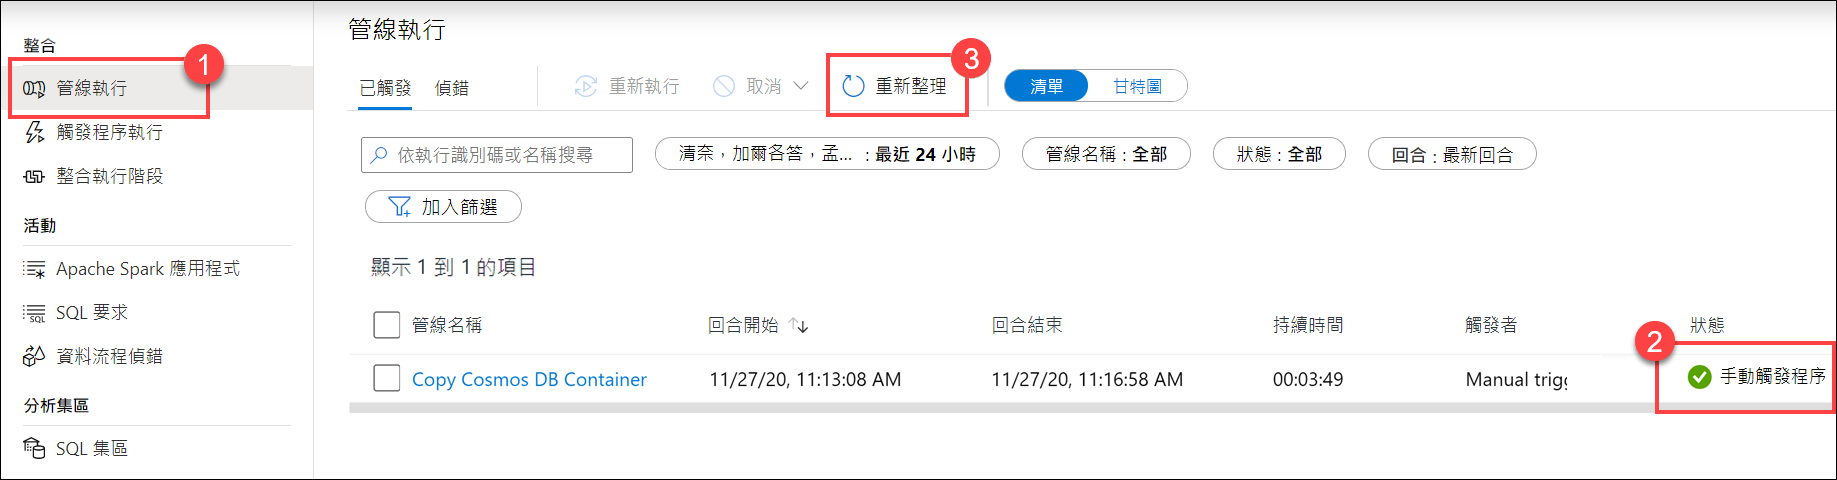 整合
管線執行
觸發程序執行
整合執行階段
活動
Apache Spark 應用程式
SQL 要求
資料流程偵錯
分析集區
SQL 集區
管線執行
已觸發 偵錯 重新執行 取消 重新整理 清單 甘特圖
依執行識別碼或名稱搜尋 清奈，加爾各答，孟... : 最近 24 小時 管線名稱 : 全部 狀態 : 全部 回合 : 最新回合
加入篩選
顯示 1 到 1 的項目
管線名稱 回合開始 回合結束 持續時間 觸發者 狀態
Copy Cosmos DB Container 11/27/20, 11:13:08 AM 11/27/20, 11:16:58 AM 00:03:49 Manual trigg 手動觸發程序
1
2
3